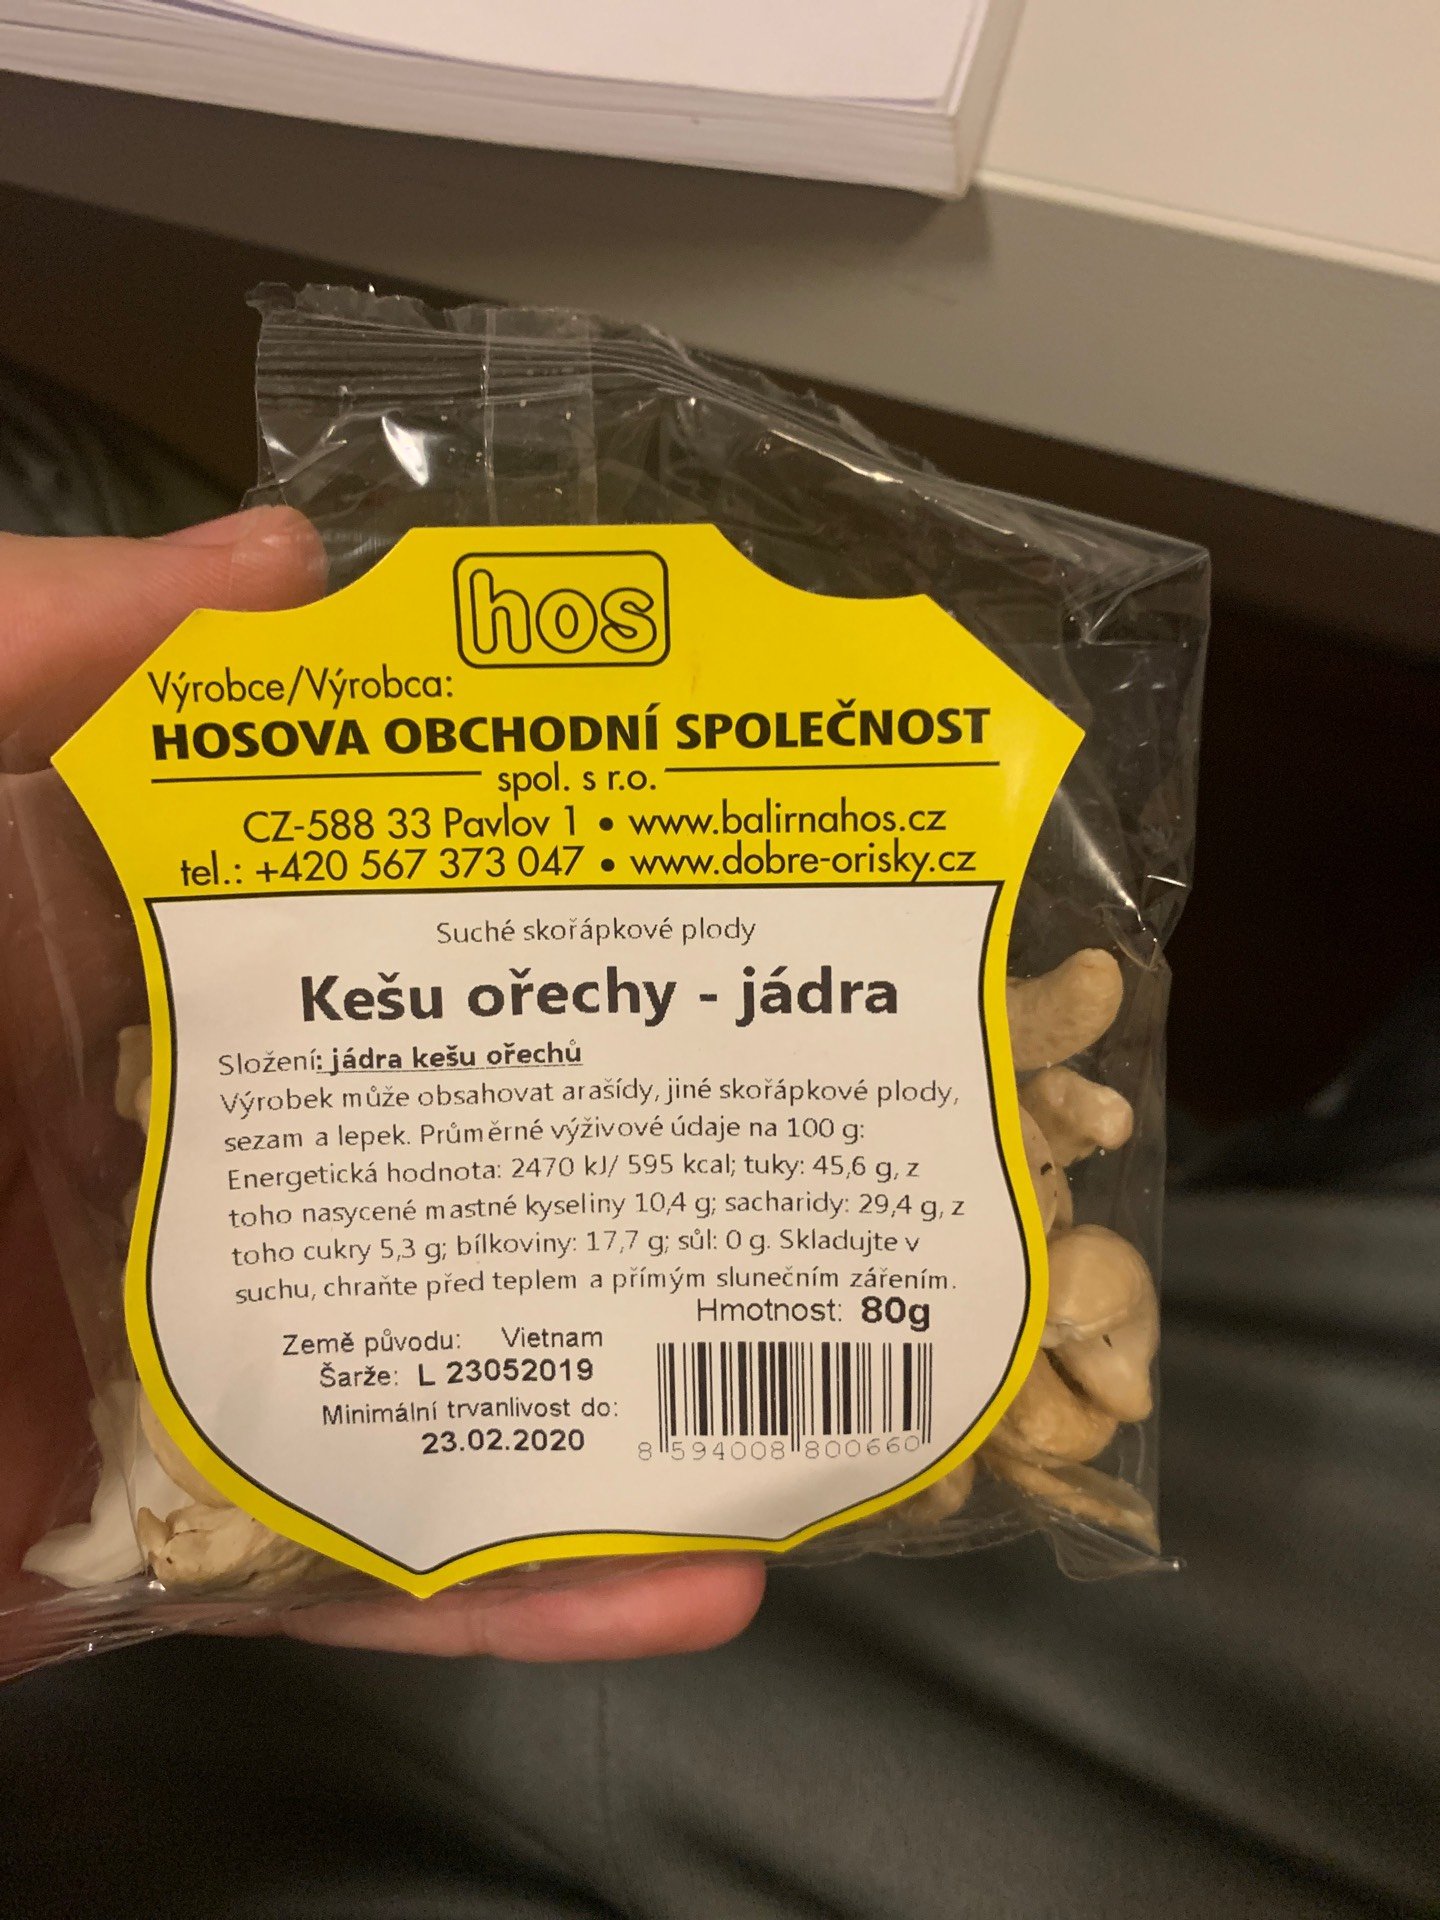 hos
Výrobce/Výrobca:
HOSOVA OBCHODNÍ SPOLEČNOST
spol. s r.o.
CZ-588 33 Pavlov 1 • www.balirnahos.cz
tel.: +420 567 373 047 • www.dobre-orisky.cz
Suché skořápkové plody
Kešu ořechy - jádra
Složení: jádra kešu ořechů
Výrobek může obsahovat arašídy, jiné skořápkové plody,
sezam a lepek. Průměrné výživové údaje na 100 g:
Energetická hodnota: 2470 kJ/ 595 kcal; tuky: 45,6 g, z
toho nasycené mastné kyseliny 10,4 g; sacharidy: 29,4 g, z
toho cukry 5,3 g; bílkoviny: 17,7 g; sůl: 0 g. Skladujte v
suchu, chraňte před teplem a přímým slunečním zářením.
Hmotnost: 80g
Země původu: Vietnam
Šarže: L 23052019
Minimální trvanlivost do:
23.02.2020
8 594008 800660